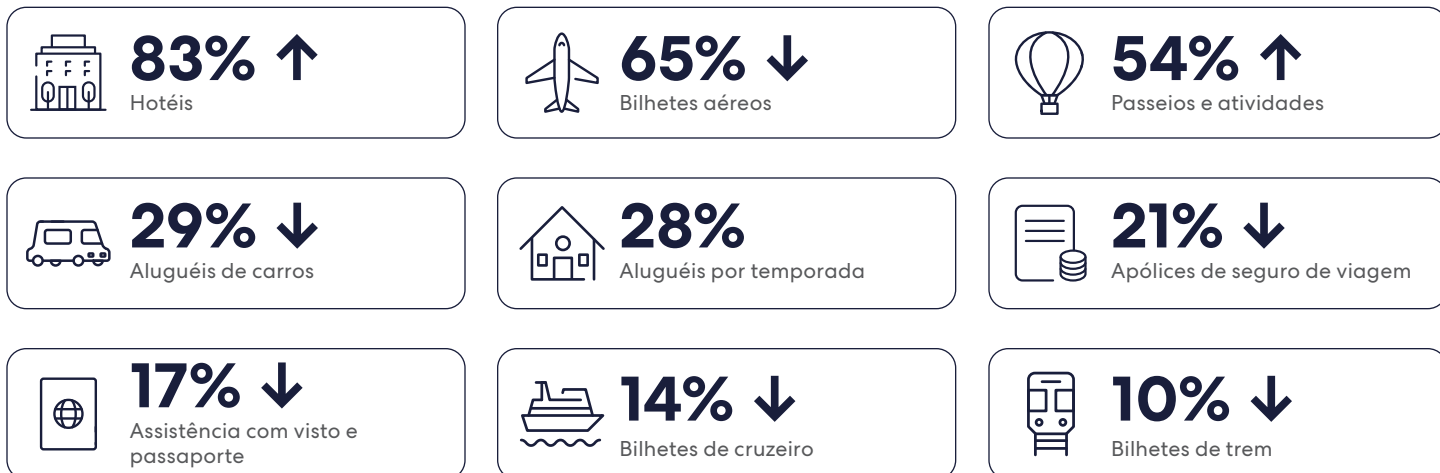 83% ↑
Hotéis
65% ↓
Bilhetes aéreos
54% ↑
Passeios e atividades
29% ↓
Aluguéis de carros
28%
Aluguéis por temporada
21% ↓
Apólices de seguro de viagem
17% ↓
Assistência com visto e
passaporte
14% ↓
Bilhetes de cruzeiro
10% ↓
Bilhetes de trem